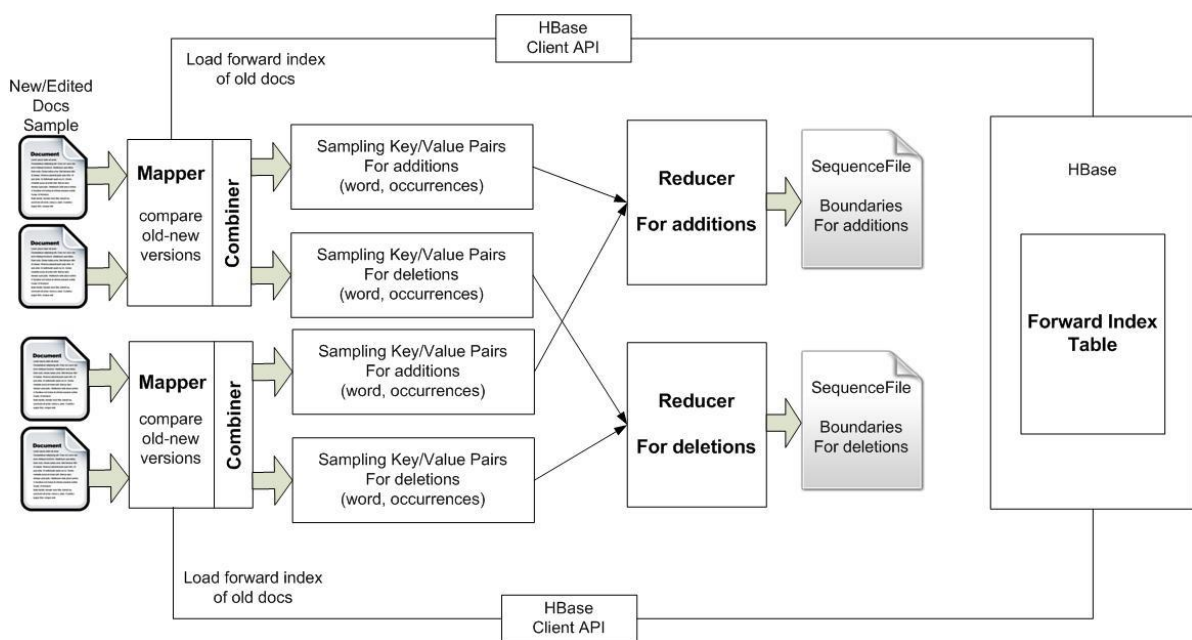 HBase
Client API
Load forward index
of old docs
New/Edited
Docs
Sample
Document
Document
Mapper
compare
old-new
versions
Combiner
Sampling Key/Value Pairs
For additions
(word, occurrences)
Sampling Key/Value Pairs
For deletions
(word, occurrences)
Reducer
For additions
SequenceFile
Boundaries
For additions
HBase
Forward Index
Table
Document
Document
Mapper
compare
old-new
versions
Combiner
Sampling Key/Value Pairs
For additions
(word, occurrences)
Sampling Key/Value Pairs
For deletions
(word, occurrences)
Reducer
For deletions
SequenceFile
Boundaries
For deletions
Load forward index
of old docs
HBase
Client API